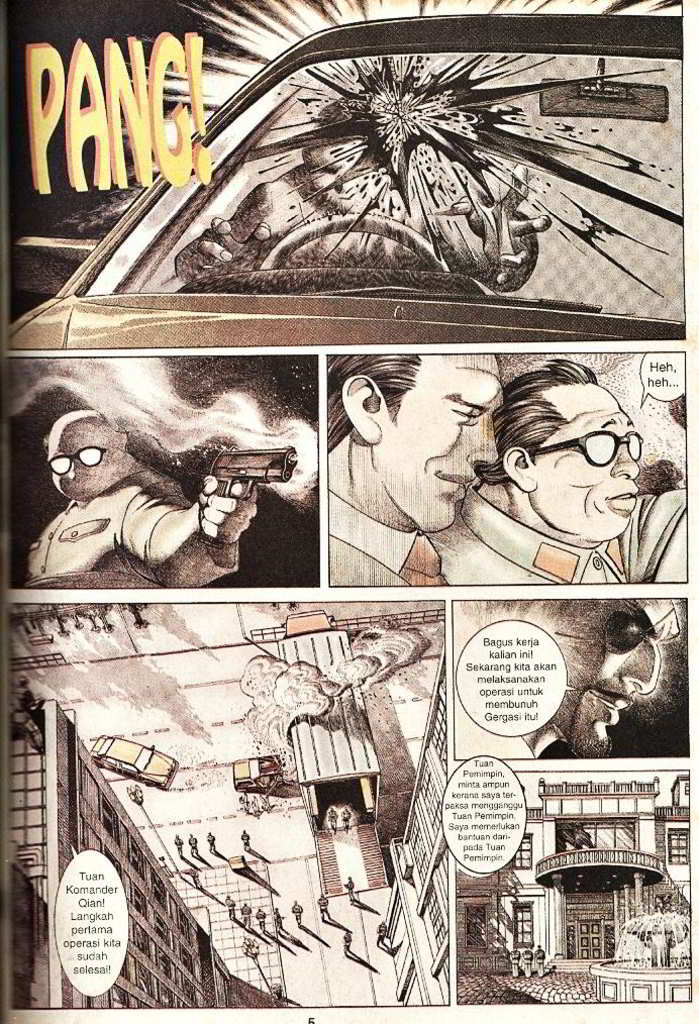 PANG!
Heh,
heh...
Bagus kerja
kalian ini!
Sekarang kita akan
melaksanakan
operasi untuk
membunuh
Gergasi itu!
Tuan
Komander
Qian!
Langkah
pertama
operasi kita
sudah
selesai!
Tuan
Pemimpin,
minta ampun
kerana saya ter-
paksa mengganggu
Tuan Pemimpin.
Saya memerlukan
bantuan dari-
pada Tuan
Pemimpin.
5